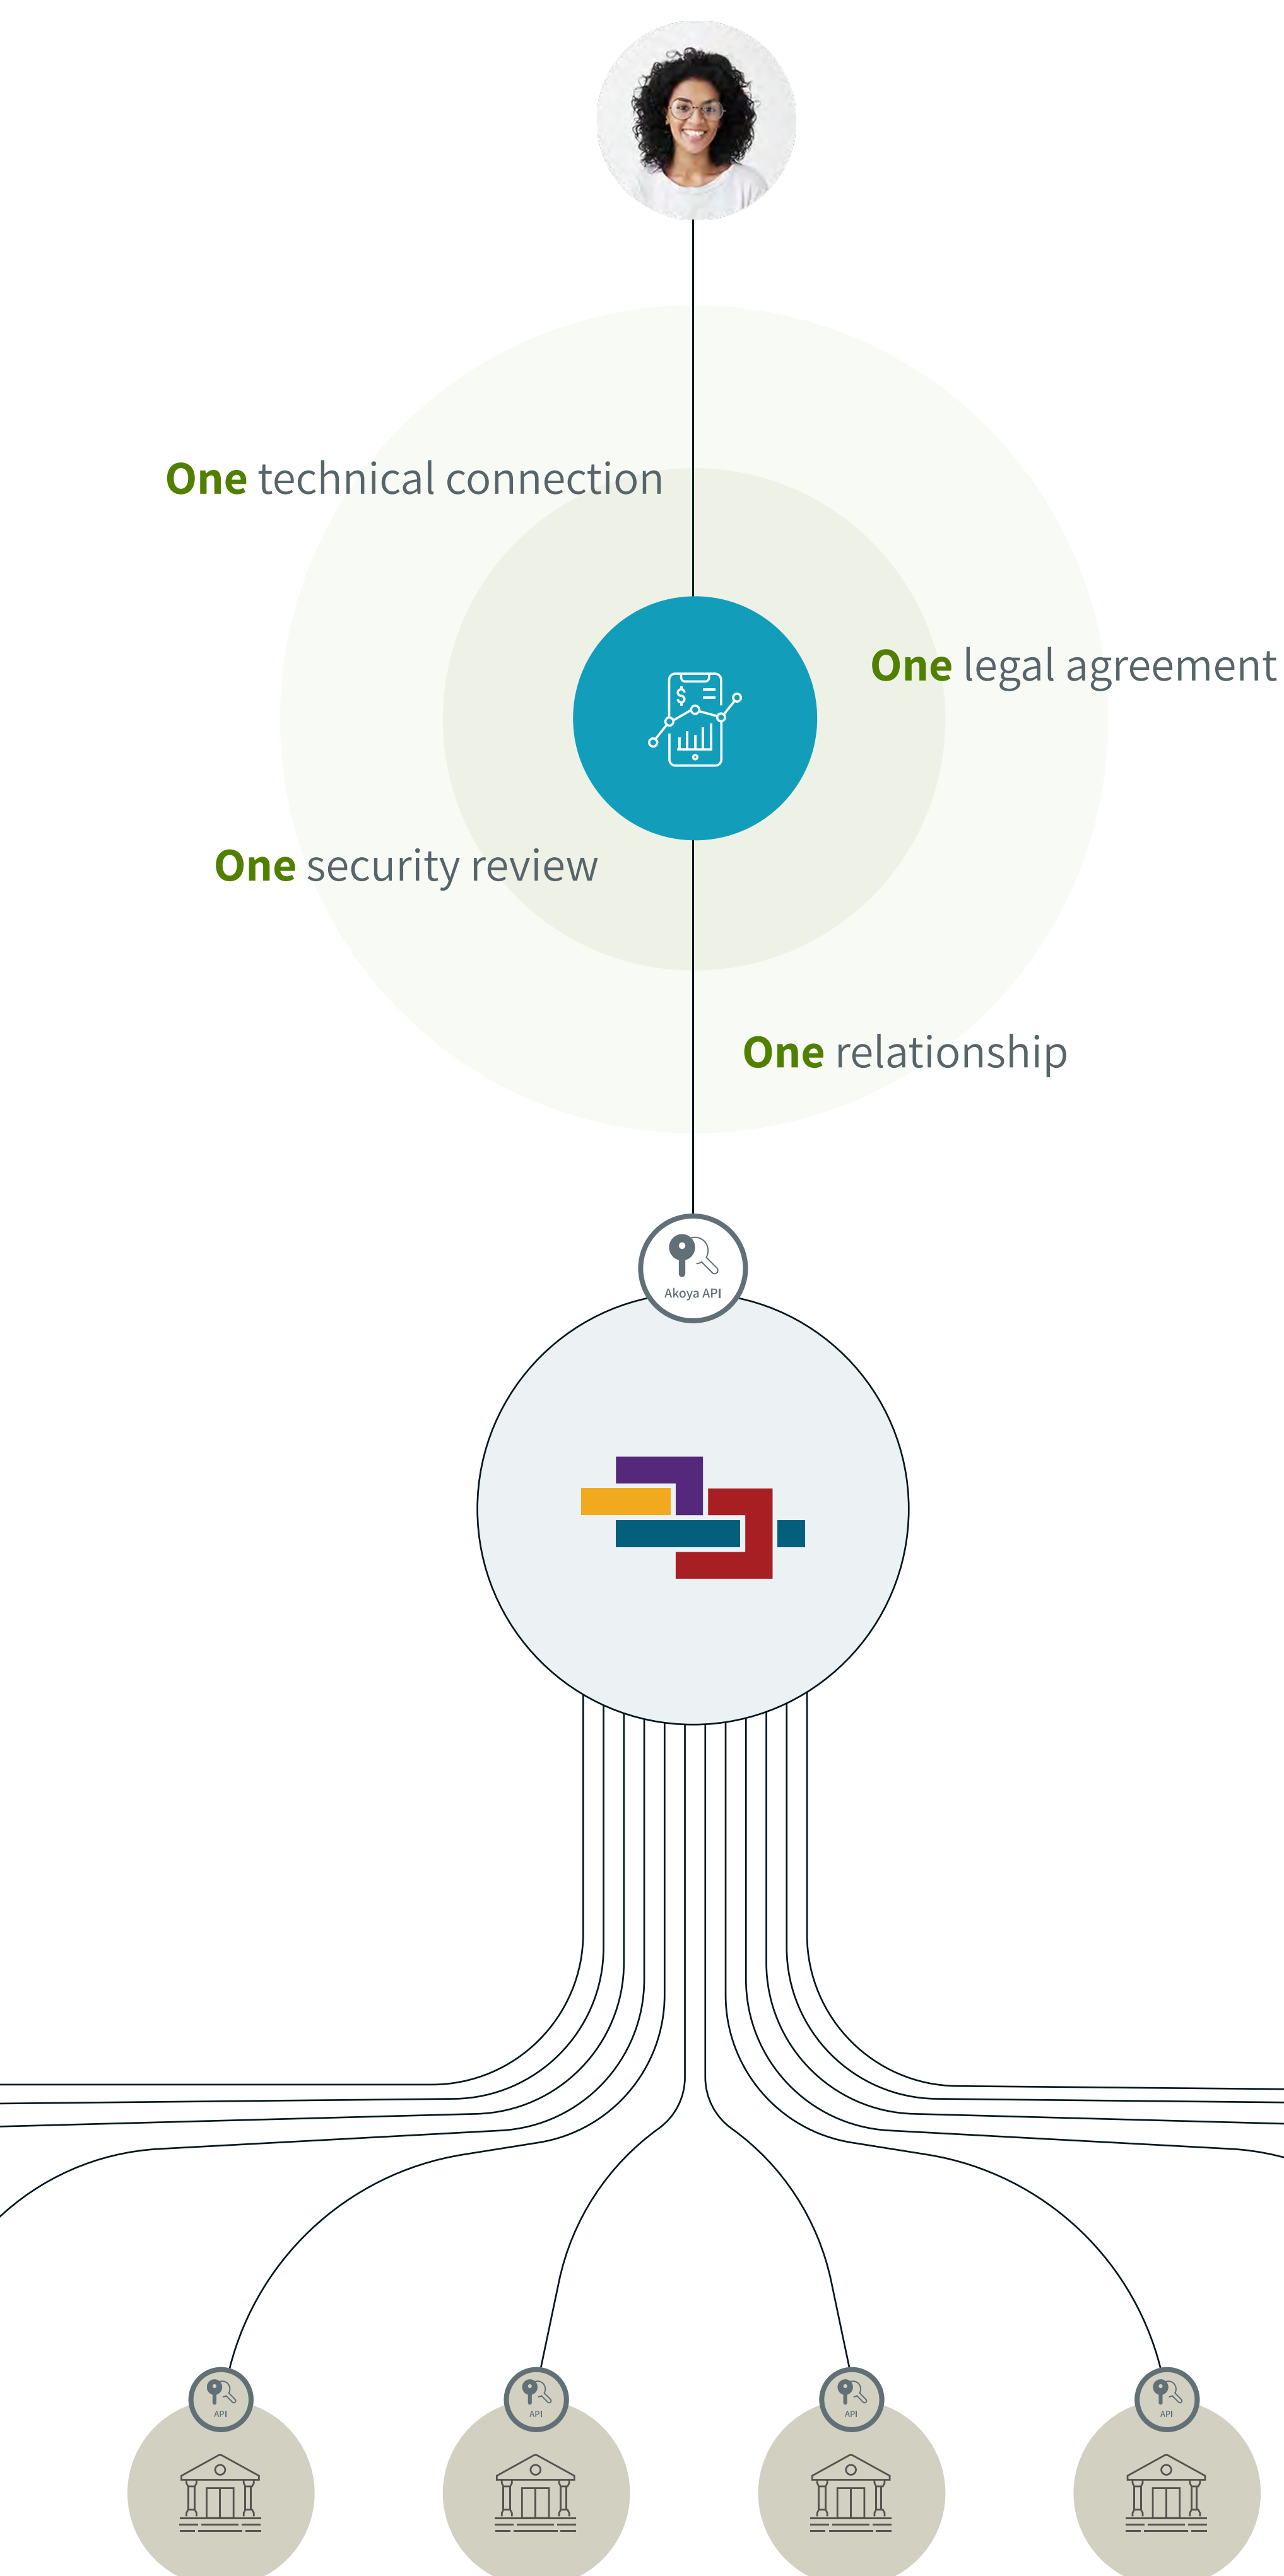 One technical connection
One legal agreement
One security review
One relationship
Akoya API
API
API
API
API